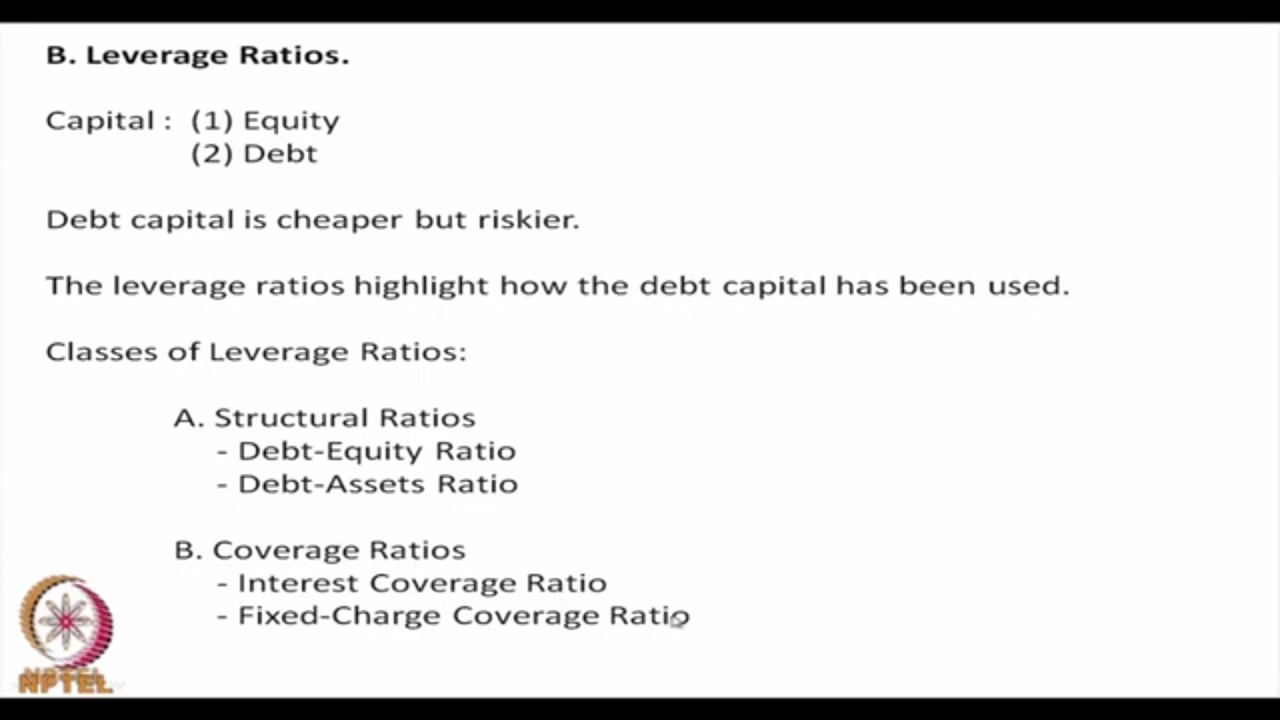 B. Leverage Ratios.
Capital : (1) Equity
(2) Debt
Debt capital is cheaper but riskier.
The leverage ratios highlight how the debt capital has been used.
Classes of Leverage Ratios:
A. Structural Ratios
- Debt-Equity Ratio
- Debt-Assets Ratio
B. Coverage Ratios
- Interest Coverage Ratio
- Fixed-Charge Coverage Ratio
NPTEL